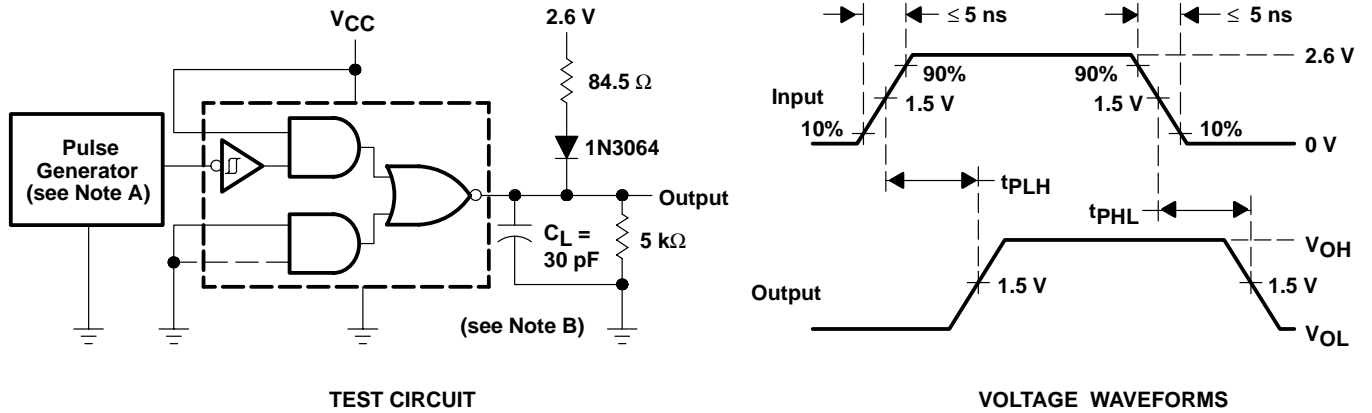 VCC
2.6 V
84.5 Ω
1N3064
Pulse
Generator
(see Note A)
Output
CL =
30 pF
5 kΩ
(see Note B)
TEST CIRCUIT
≤ 5 ns
≤ 5 ns
2.6 V
90%
90%
Input
1.5 V
1.5 V
10%
10%
0 V
tPLH
tPHL
VOH
Output
1.5 V
1.5 V
VOL
VOLTAGE WAVEFORMS